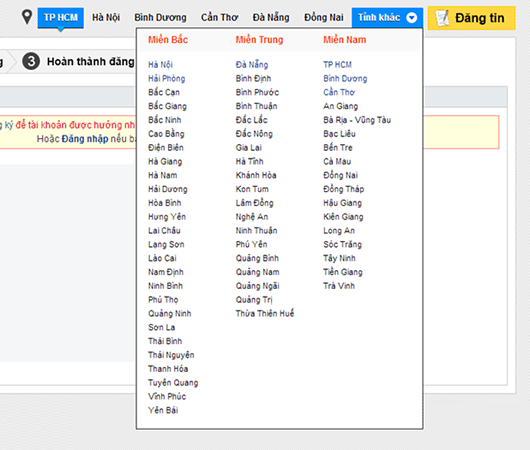 TP HCM Hà Nội Bình Dương Cần Thơ Đà Nẵng Đồng Nai Tỉnh khác Đăng tin
3 Hoàn thành đăng
ký để tài khoản được hưởng
Hoặc Đăng nhập nếu
Miền Bắc
Hà Nội
Hải Phòng
Bắc Cạn
Bắc Giang
Bắc Ninh
Cao Bằng
Điện Biên
Hà Giang
Hà Nam
Hải Dương
Hòa Bình
Hưng Yên
Lai Châu
Lạng Sơn
Lào Cai
Nam Định
Ninh Bình
Phú Thọ
Quảng Ninh
Sơn La
Thái Bình
Thái Nguyên
Thanh Hóa
Tuyên Quang
Vĩnh Phúc
Yên Bái
Miền Trung
Đà Nẵng
Bình Định
Bình Phước
Bình Thuận
Đắc Lắc
Đắc Nông
Gia Lai
Hà Tĩnh
Khánh Hòa
Kon Tum
Lâm Đồng
Nghệ An
Ninh Thuận
Phú Yên
Quảng Bình
Quảng Nam
Quảng Ngãi
Quảng Trị
Thừa Thiên Huế
Miền Nam
TP HCM
Bình Dương
Cần Thơ
An Giang
Bà Rịa - Vũng Tàu
Bạc Liêu
Bến Tre
Cà Mau
Đồng Nai
Đồng Tháp
Hậu Giang
Kiên Giang
Long An
Sóc Trăng
Tây Ninh
Tiền Giang
Trà Vinh